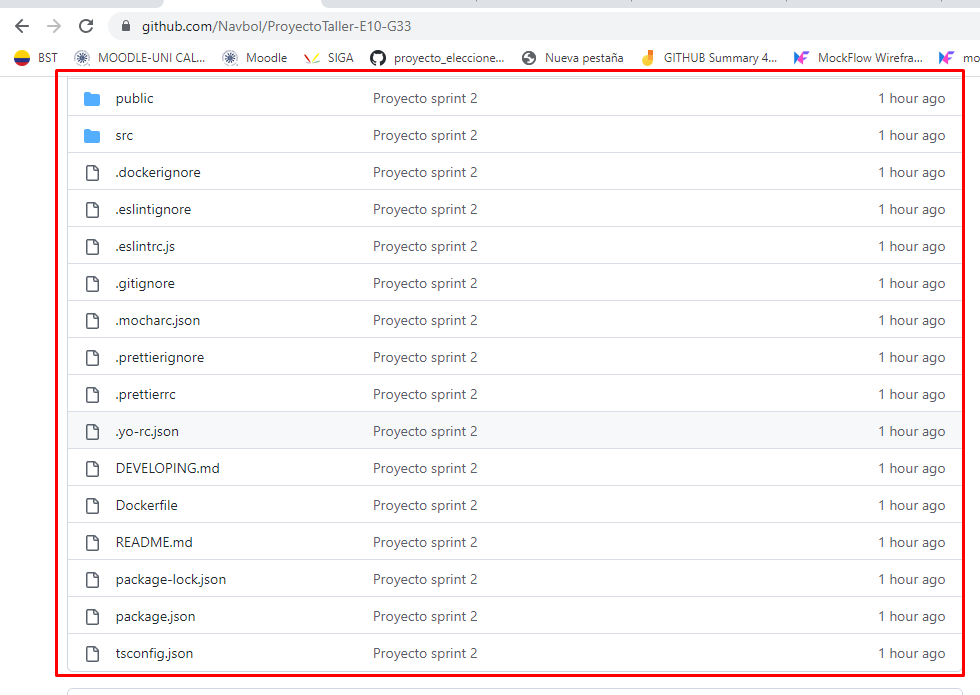 github.com/Navbol/ProyectoTaller-E10-G33
BST MOODLE-UNI CAL... Moodle SIGA proyecto_eleccione... Nueva pestaña GITHUB Summary 4... MockFlow Wirefra... mo
public Proyecto sprint 2 1 hour ago
src Proyecto sprint 2 1 hour ago
.dockerignore Proyecto sprint 2 1 hour ago
.eslintignore Proyecto sprint 2 1 hour ago
.eslintrc.js Proyecto sprint 2 1 hour ago
.gitignore Proyecto sprint 2 1 hour ago
.mocharc.json Proyecto sprint 2 1 hour ago
.prettierignore Proyecto sprint 2 1 hour ago
.prettierrc Proyecto sprint 2 1 hour ago
.yo-rc.json Proyecto sprint 2 1 hour ago
DEVELOPING.md Proyecto sprint 2 1 hour ago
Dockerfile Proyecto sprint 2 1 hour ago
README.md Proyecto sprint 2 1 hour ago
package-lock.json Proyecto sprint 2 1 hour ago
package.json Proyecto sprint 2 1 hour ago
tsconfig.json Proyecto sprint 2 1 hour ago